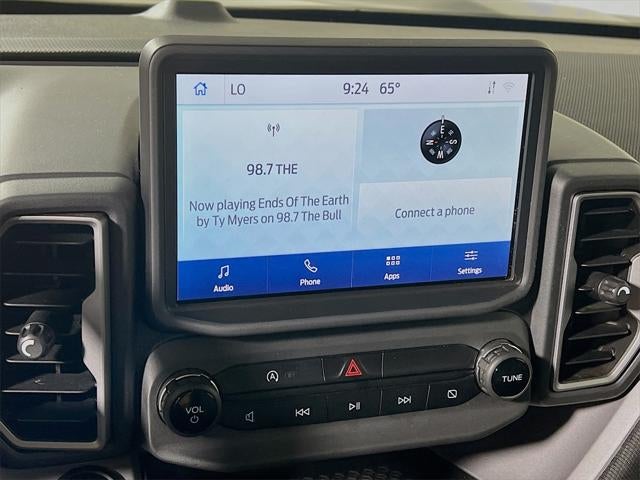 LO
9:24 65°
98.7 THE
Now playing Ends Of The Earth
by Ty Myers on 98.7 The Bull
E
N S
W
Connect a phone
Audio
Phone
Apps
Settings
VOL
TUNE